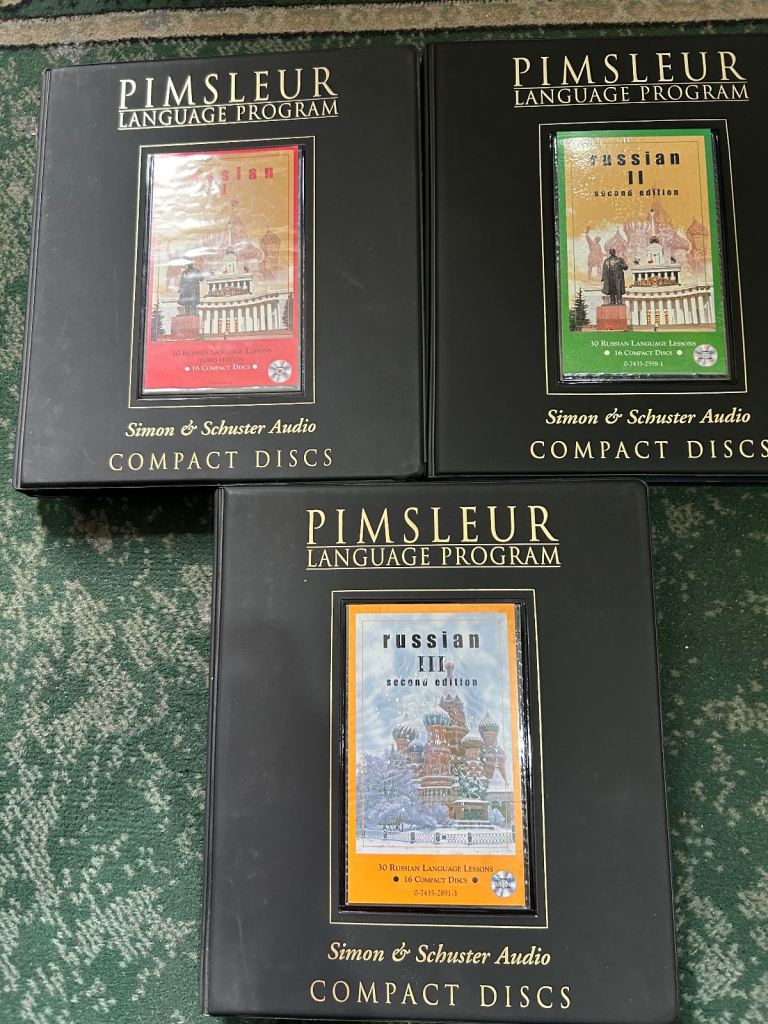 PIMSLEUR
LANGUAGE PROGRAM
russian
I
30 RUSSIAN LANGUAGE LESSONS
THIRD EDITION
• 16 COMPACT DISCS •
Simon & Schuster Audio
COMPACT DISCS
PIMSLEUR
LANGUAGE PROGRAM
russian
II
second edition
30 RUSSIAN LANGUAGE LESSONS
• 16 COMPACT DISCS •
0-7435-2598-1
Simon & Schuster Audio
COMPACT DISCS
PIMSLEUR
LANGUAGE PROGRAM
russian
III
second edition
30 RUSSIAN LANGUAGE LESSONS
• 16 COMPACT DISCS •
0-7435-2891-3
Simon & Schuster Audio
COMPACT DISCS